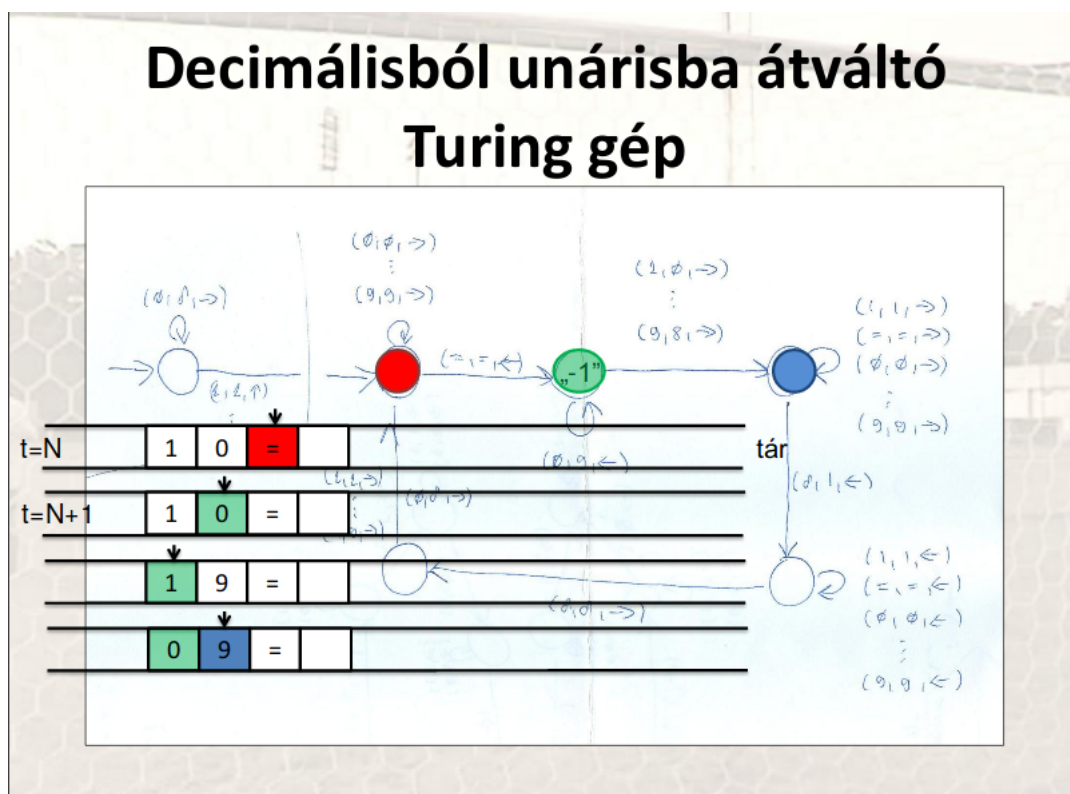 Decimálisból unárisba átváltó
Turing gép
(ø,ø,→)
⋮
(9,9,→)
(1,ø,→)
⋮
(9,8,→)
(1,1,→)
(=,=,→)
(ø,ø,→)
⋮
(9,9,→)
(=,=,←)
„-1”
(ø,9,←)
tár
t=N
1 0 =
t=N+1
1 0 =
1 9 =
0 9 =
(1,1,←)
(=,=,←)
(ø,ø,←)
⋮
(9,9,←)